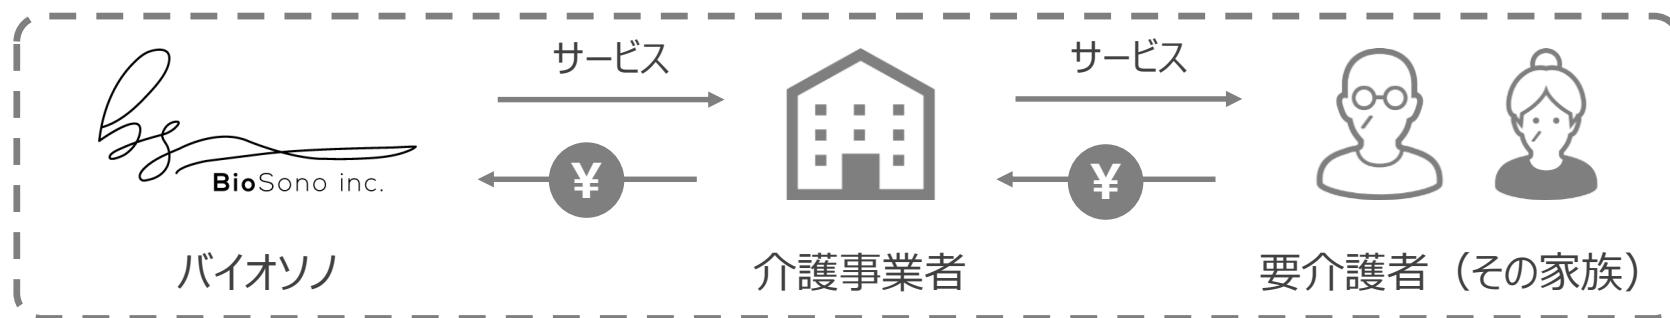 サービス
サービス
bs
BioSono inc.
¥
¥
バイオソノ
介護事業者
要介護者（その家族）